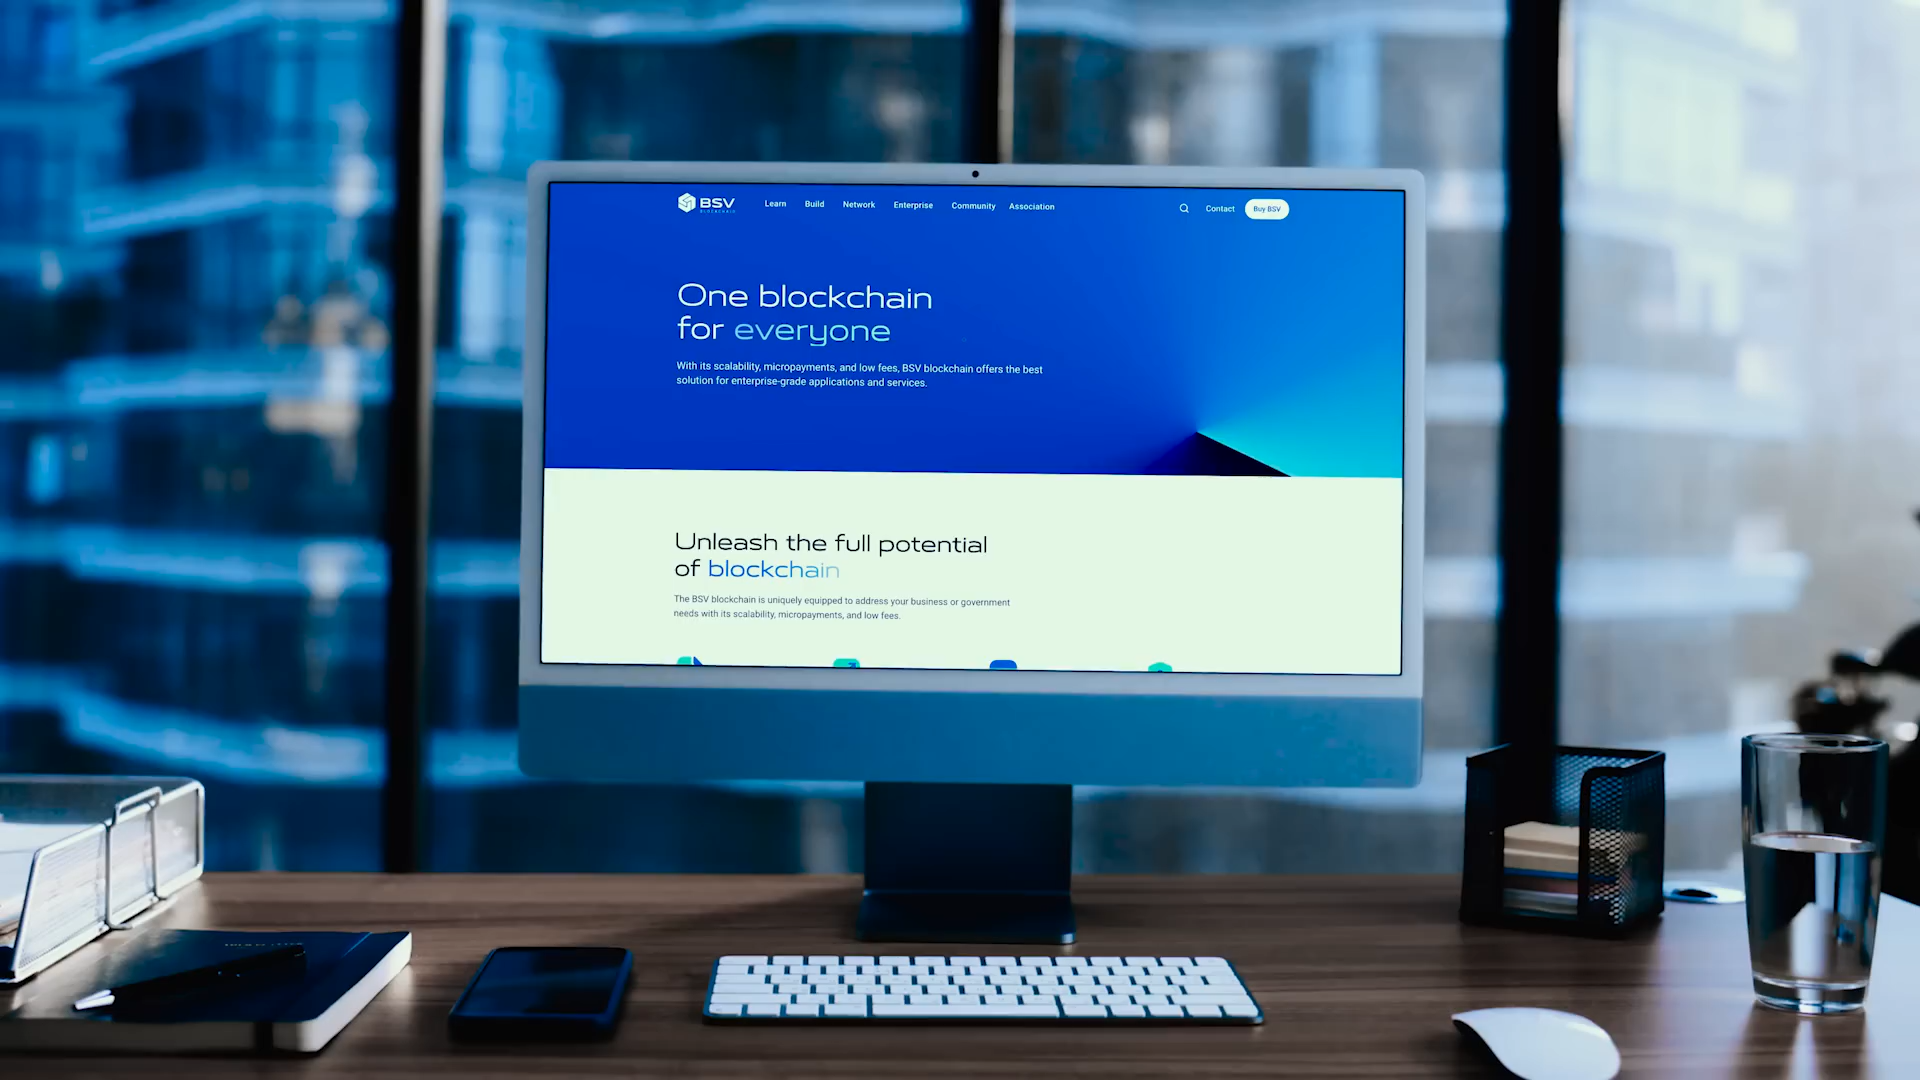 BSV
BLOCKCHAIN
Learn Build Network Enterprise Community Association
Contact Buy BSV
One blockchain
for everyone
With its scalability, micropayments, and low fees, BSV blockchain offers the best
solution for enterprise-grade applications and services.
Unleash the full potential
of blockchain
The BSV blockchain is uniquely equipped to address your business or government
needs with its scalability, micropayments, and low fees.